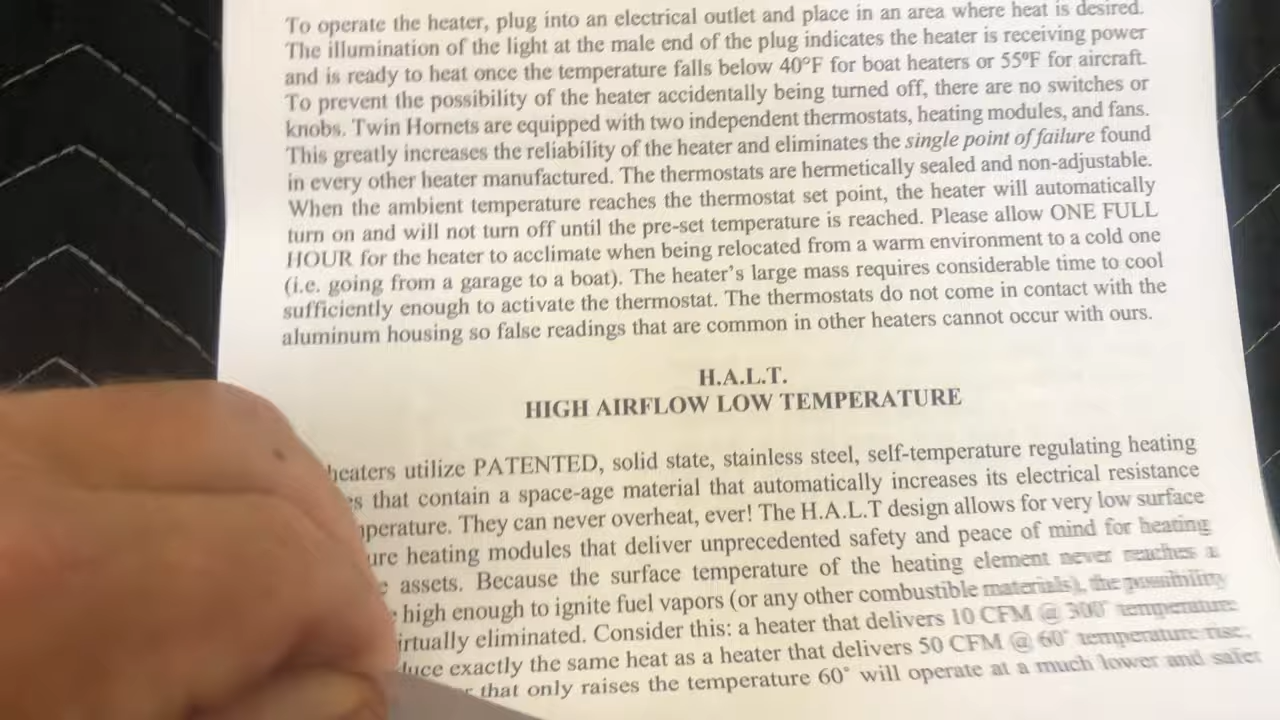 To operate the heater, plug into an electrical outlet and place in an area where heat is desired.
The illumination of the light at the male end of the plug indicates the heater is receiving power
and is ready to heat once the temperature falls below 40°F for boat heaters or 55°F for aircraft.
To prevent the possibility of the heater accidentally being turned off, there are no switches or
knobs. Twin Hornets are equipped with two independent thermostats, heating modules, and fans.
This greatly increases the reliability of the heater and eliminates the single point of failure found
in every other heater manufactured. The thermostats are hermetically sealed and non-adjustable.
When the ambient temperature reaches the thermostat set point, the heater will automatically
turn on and will not turn off until the pre-set temperature is reached. Please allow ONE FULL
HOUR for the heater to acclimate when being relocated from a warm environment to a cold one
(i.e. going from a garage to a boat). The heater's large mass requires considerable time to cool
sufficiently enough to activate the thermostat. The thermostats do not come in contact with the
aluminum housing so false readings that are common in other heaters cannot occur with ours.
H.A.L.T.
HIGH AIRFLOW LOW TEMPERATURE
heaters utilize PATENTED, solid state, stainless steel, self-temperature regulating heating
that contain a space-age material that automatically increases its electrical resistance
They can never overheat, ever! The H.A.L.T design allows for very low surface
heating modules that deliver unprecedented safety and peace of mind for heating
assets. Because the surface temperature of the heating element never reaches a
high enough to ignite fuel vapors (or any other combustible materials), the possibility
eliminated. Consider this: a heater that delivers 10 CFM @ 300° temperature
exactly the same heat as a heater that delivers 50 CFM @ 60° temperature rise.
that only raises the temperature 60° will operate at a much lower and safer